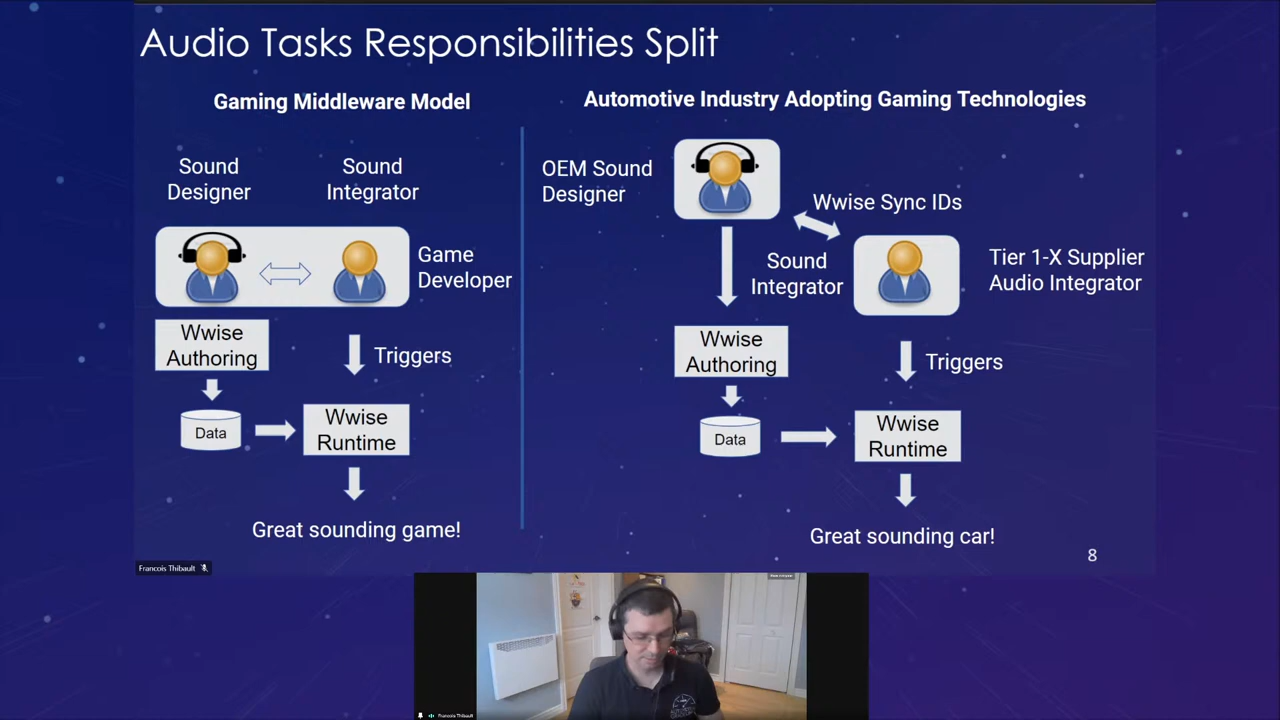 Audio Tasks Responsibilities Split
Gaming Middleware Model
Sound
Designer
Sound
Integrator
Game
Developer
Wwise
Authoring
Triggers
Data
Wwise
Runtime
Great sounding game!
Automotive Industry Adopting Gaming Technologies
OEM Sound
Designer
Wwise Sync IDs
Sound
Integrator
Tier 1-X Supplier
Audio Integrator
Wwise
Authoring
Triggers
Data
Wwise
Runtime
Great sounding car!
8
Francois Thibault
Francois Thibault